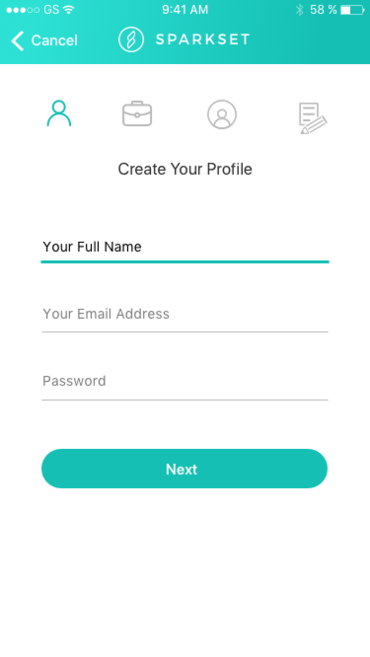 GS 9:41 AM 58 %
Cancel SPARKSET
Create Your Profile
Your Full Name
Your Email Address
Password
Next